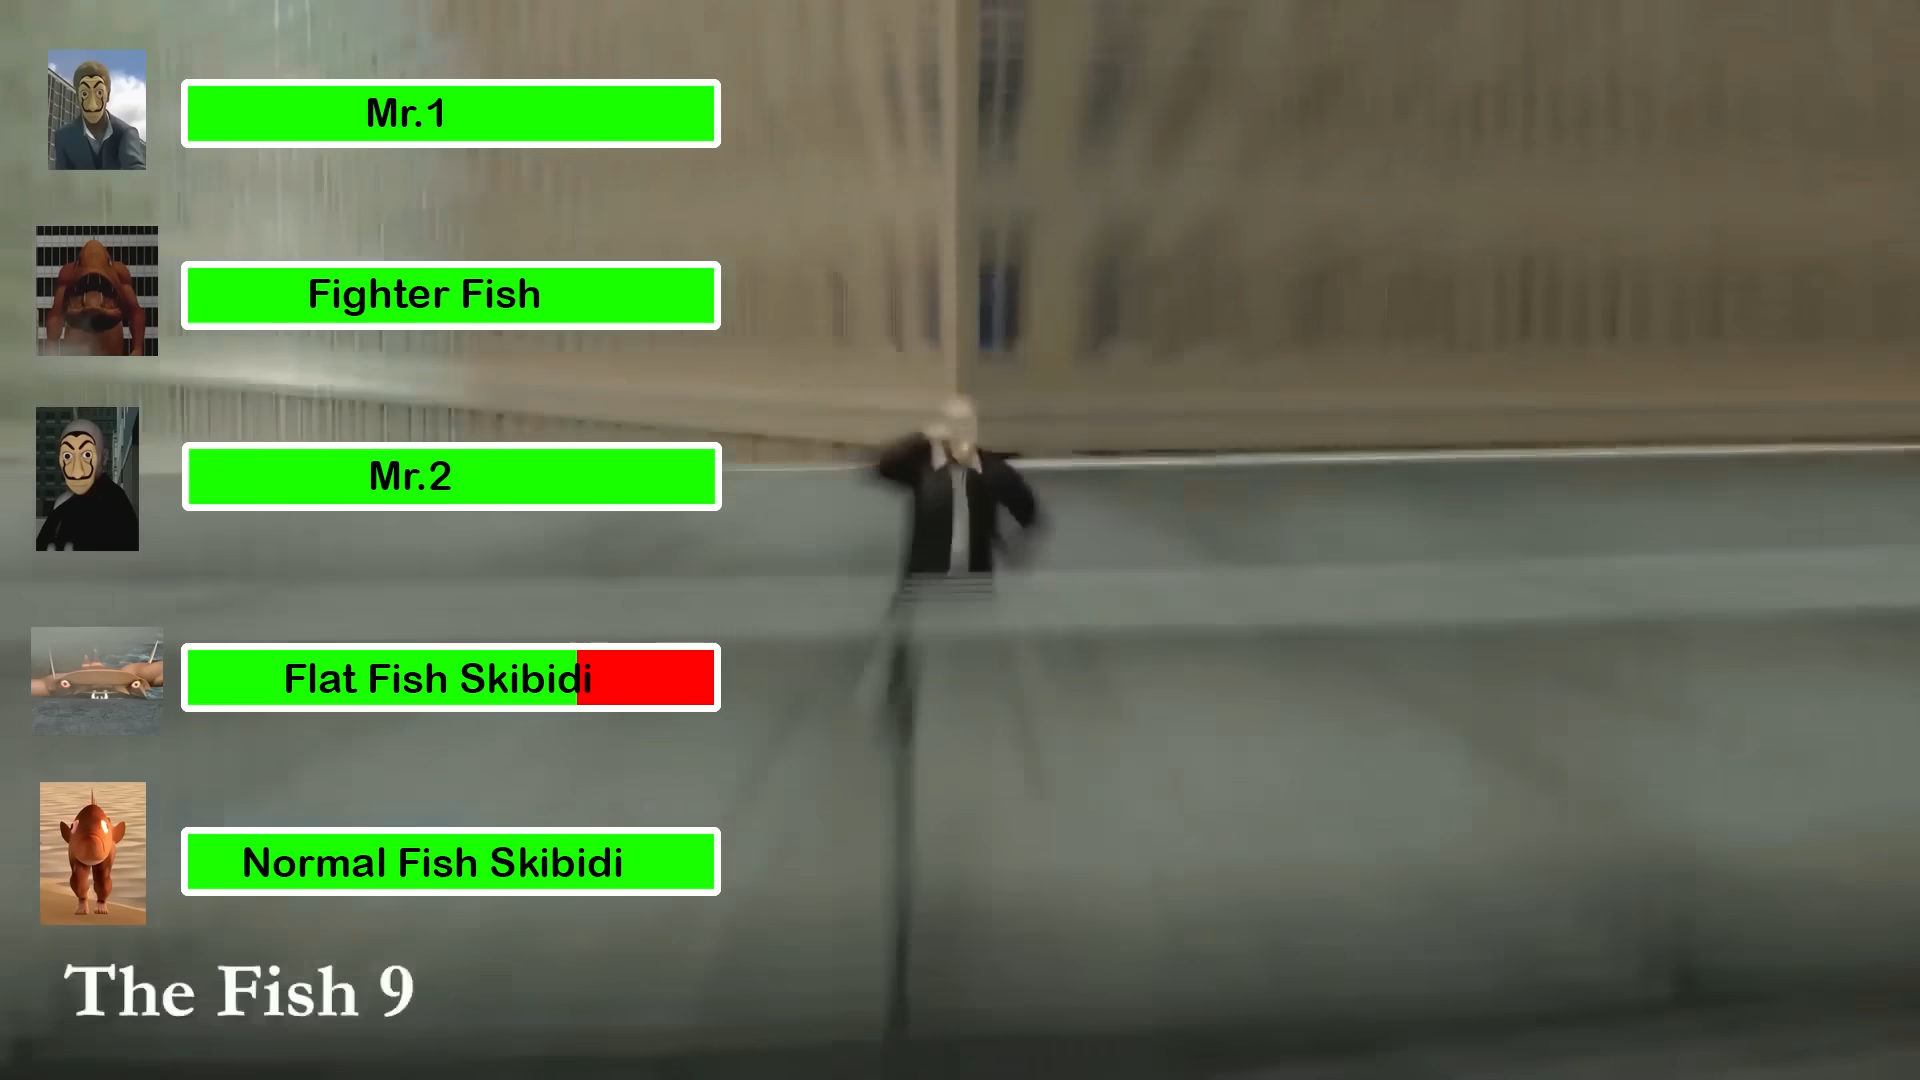 Mr.1
Fighter Fish
Mr.2
Flat Fish Skibidi
Normal Fish Skibidi
The Fish 9